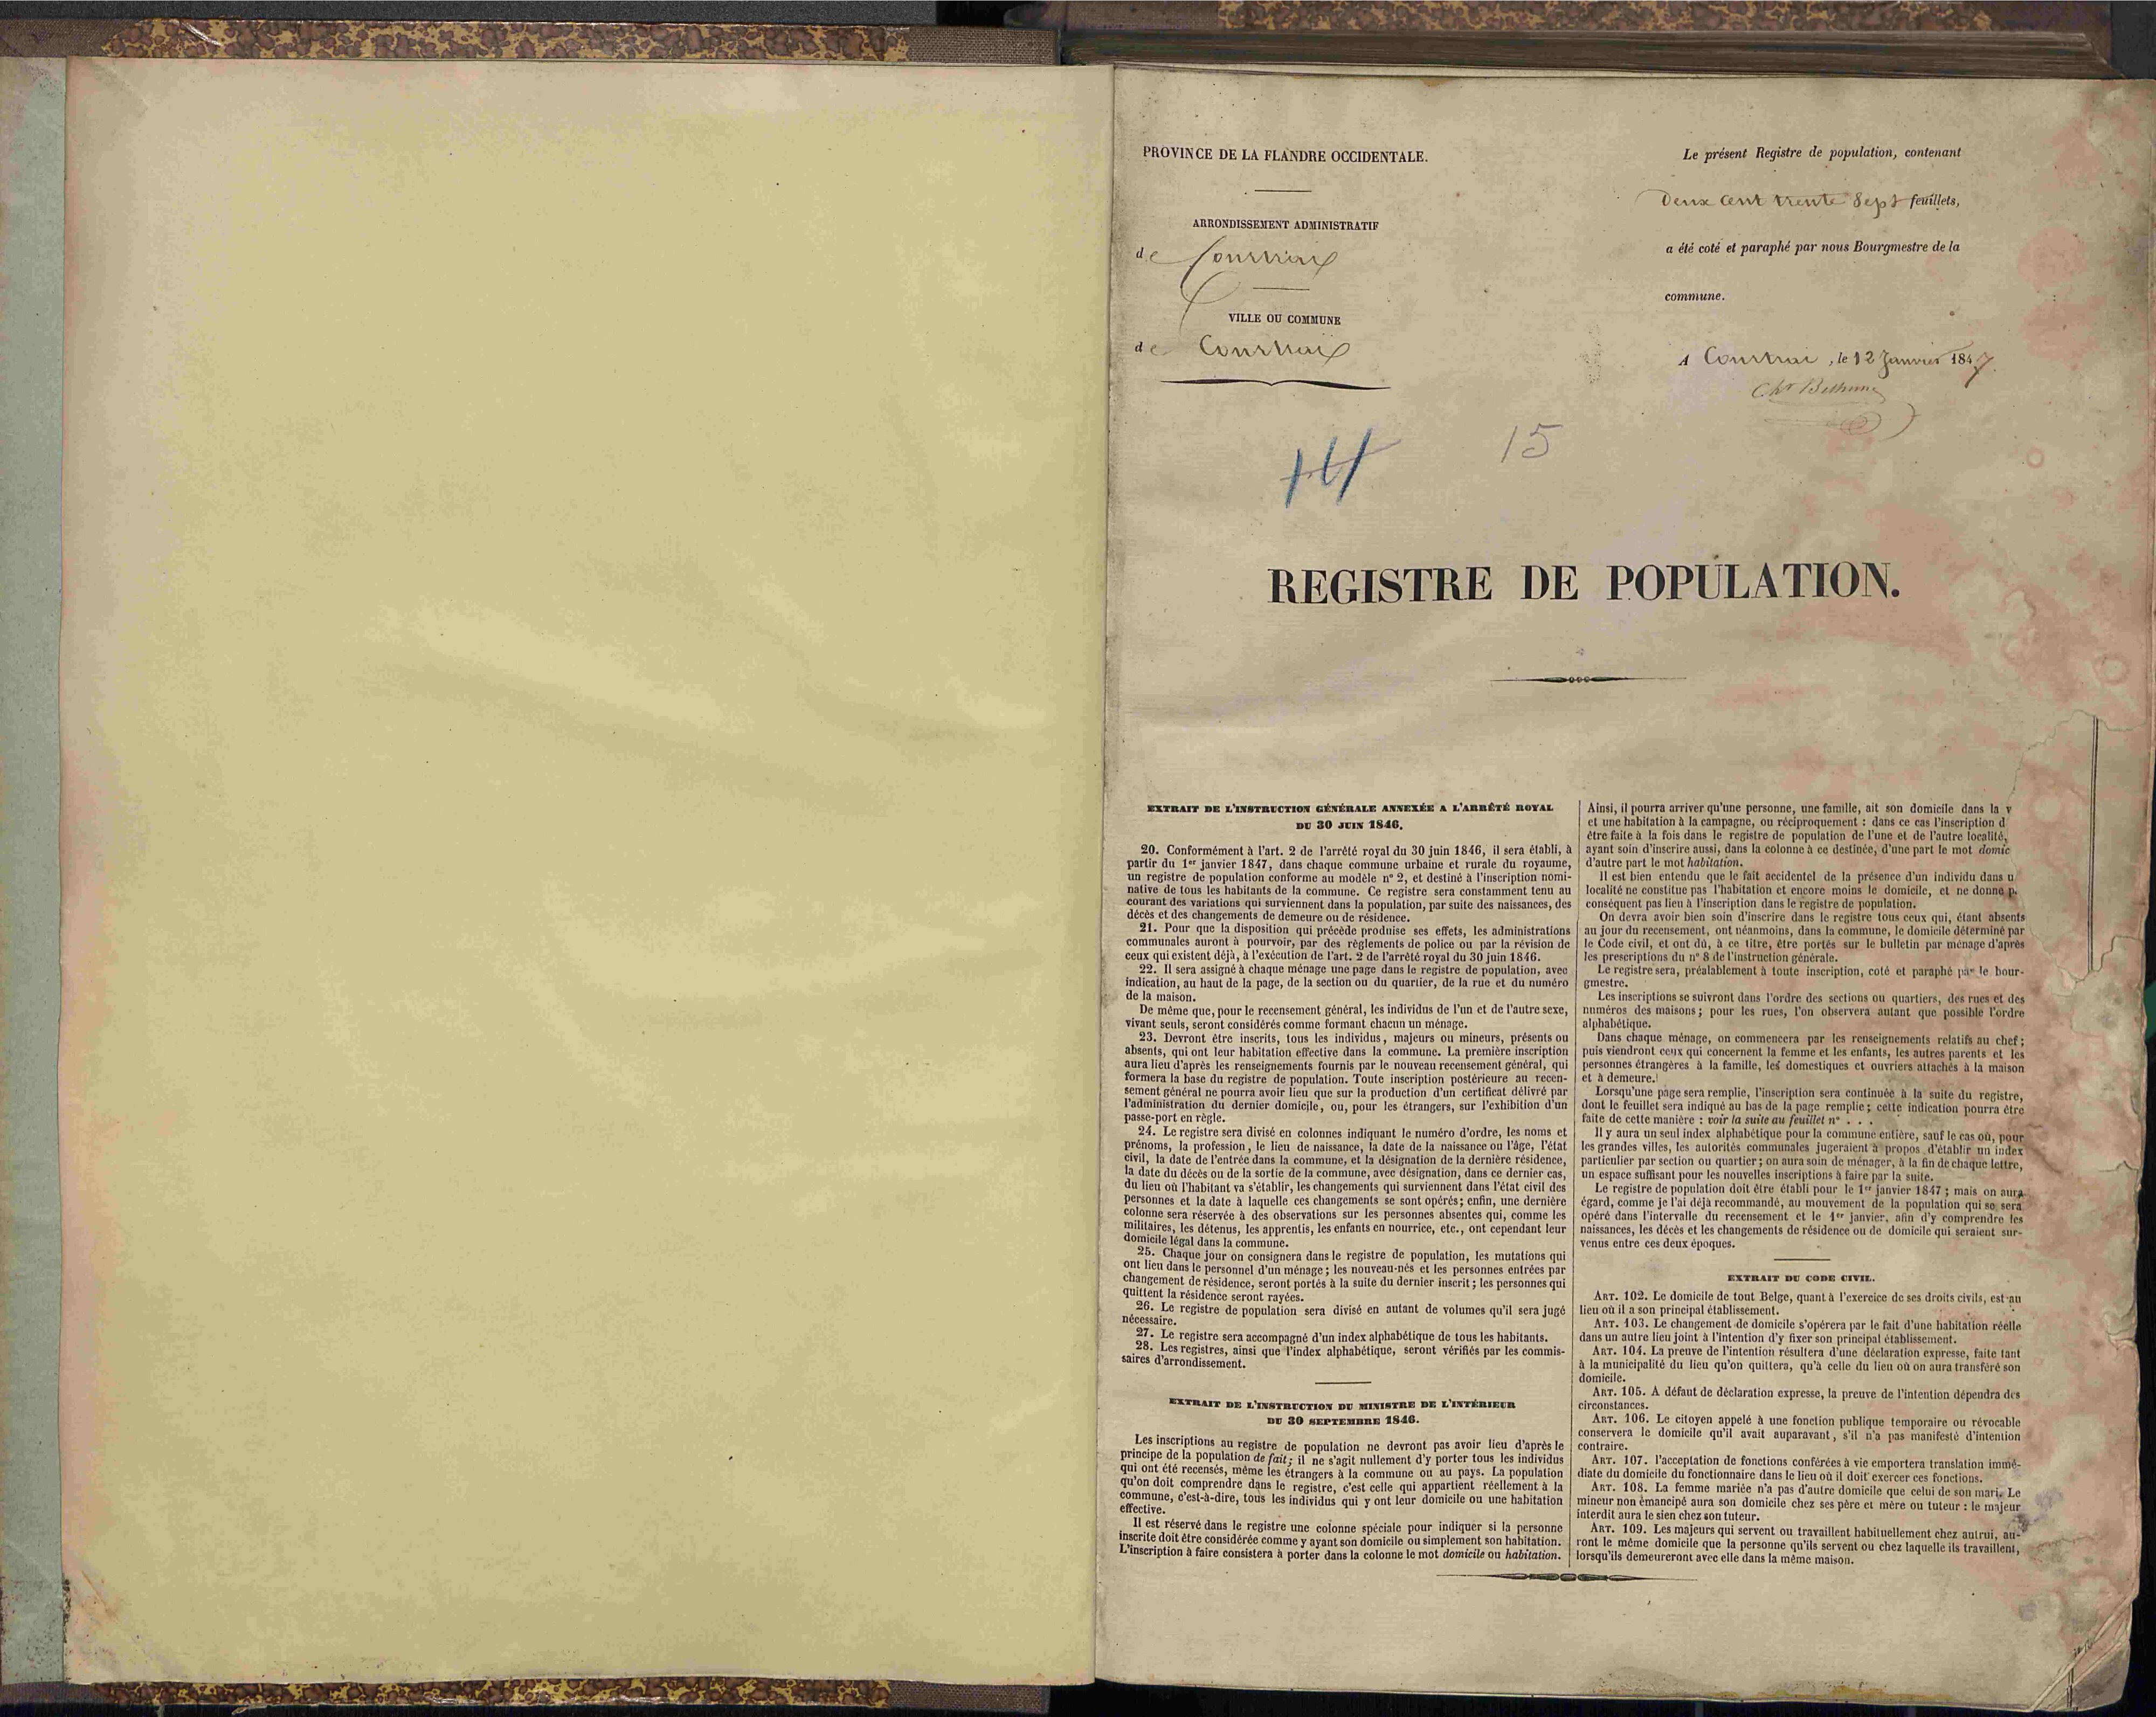 PROVINCE DE LA FLANDRE OCCIDENTALE.
ARRONDISSEMENT ADMINISTRATIF
de Courtrai
VILLE OU COMMUNE
de Courtrai
Le présent Registre de population, contenant
Deux cent trente Sept feuillets,
a été coté et paraphé par nous Bourgmestre de la
commune.
A Courtrai, le 12 Janvier 1847.
Chr Bethune
14
15
REGISTRE DE POPULATION.
EXTRAIT DE L'INSTRUCTION GÉNÉRALE ANNEXÉE A L'ARRÊTÉ ROYAL
DU 30 JUIN 1846.
20. Conformément à l'art. 2 de l'arrêté royal du 30 juin 1846, il sera établi, à
partir du 1er janvier 1847, dans chaque commune urbaine et rurale du royaume,
un registre de population conforme au modèle n° 2, et destiné à l'inscription nomi-
native de tous les habitants de la commune. Ce registre sera constamment tenu au
courant des variations qui surviennent dans la population, par suite des naissances, des
décès et des changements de demeure ou de résidence.
21. Pour que la disposition qui précède produise ses effets, les administrations
communales auront à pourvoir, par des règlements de police ou par la révision de
ceux qui existent déjà, à l'exécution de l'art. 2 de l'arrêté royal du 30 juin 1846.
22. Il sera assigné à chaque ménage une page dans le registre de population, avec
indication, au haut de la page, de la section ou du quartier, de la rue et du numéro
de la maison.
De même que, pour le recensement général, les individus de l'un et de l'autre sexe,
vivant seuls, seront considérés comme formant chacun un ménage.
23. Devront être inscrits, tous les individus, majeurs ou mineurs, présents ou
absents, qui ont leur habitation effective dans la commune. La première inscription
aura lieu d'après les renseignements fournis par le nouveau recensement général, qui
formera la base du registre de population. Toute inscription postérieure au recen-
sement général ne pourra avoir lieu que sur la production d'un certificat délivré par
l'administration du dernier domicile, ou, pour les étrangers, sur l'exhibition d'un
passe-port en règle.
24. Le registre sera divisé en colonnes indiquant le numéro d'ordre, les noms et
prénoms, la profession, le lieu de naissance, la date de la naissance ou l'âge, l'état
civil, la date de l'entrée dans la commune, et la désignation de la dernière résidence,
la date du décès ou de la sortie de la commune, avec désignation, dans ce dernier cas,
du lieu où l'habitant va s'établir, les changements qui surviennent dans l'état civil des
personnes et la date à laquelle ces changements se sont opérés; enfin, une dernière
colonne sera réservée à des observations sur les personnes absentes qui, comme les
militaires, les détenus, les apprentis, les enfants en nourrice, etc., ont cependant leur
domicile légal dans la commune.
25. Chaque jour on consignera dans le registre de population, les mutations qui
ont lieu dans le personnel d'un ménage; les nouveau-nés et les personnes entrées par
changement de résidence, seront portés à la suite du dernier inscrit; les personnes qui
quittent la résidence seront rayées.
26. Le registre de population sera divisé en autant de volumes qu'il sera jugé
nécessaire.
27. Le registre sera accompagné d'un index alphabétique de tous les habitants.
28. Les registres, ainsi que l'index alphabétique, seront vérifiés par les commis-
saires d'arrondissement.
EXTRAIT DE L'INSTRUCTION DU MINISTRE DE L'INTÉRIEUR
DU 30 SEPTEMBRE 1846.
Les inscriptions au registre de population ne devront pas avoir lieu d'après le
principe de la population de fait; il ne s'agit nullement d'y porter tous les individus
qui ont été recensés, même les étrangers à la commune ou au pays. La population
qu'on doit comprendre dans le registre, c'est celle qui appartient réellement à la
commune, c'est-à-dire, tous les individus qui y ont leur domicile ou une habitation
effective.
Il est réservé dans le registre une colonne spéciale pour indiquer si la personne
inscrite doit être considérée comme y ayant son domicile ou simplement son habitation.
L'inscription à faire consistera à porter dans la colonne le mot domicile ou habitation.
Ainsi, il pourra arriver qu'une personne, une famille, ait son domicile dans la v
et une habitation à la campagne, ou réciproquement : dans ce cas l'inscription d
être faite à la fois dans le registre de population de l'une et de l'autre localité,
ayant soin d'inscrire aussi, dans la colonne à ce destinée, d'une part le mot domic
d'autre part le mot habitation.
Il est bien entendu que le fait accidentel de la présence d'un individu dans u
localité ne constitue pas l'habitation et encore moins le domicile, et ne donne p
conséquent pas lieu à l'inscription dans le registre de population.
On devra avoir bien soin d'inscrire dans le registre tous ceux qui, étant absents
au jour du recensement, ont néanmoins, dans la commune, le domicile déterminé par
le Code civil, et ont dû, à ce titre, être portés sur le bulletin par ménage d'après
les prescriptions du n° 8 de l'instruction générale.
Le registre sera, préalablement à toute inscription, coté et paraphé par le bour-
gmestre.
Les inscriptions se suivront dans l'ordre des sections ou quartiers, des rues et des
numéros des maisons; pour les rues, l'on observera autant que possible l'ordre
alphabétique.
Dans chaque ménage, on commencera par les renseignements relatifs au chef;
puis viendront ceux qui concernent la femme et les enfants, les autres parents et les
personnes étrangères à la famille, les domestiques et ouvriers attachés à la maison
et à demeure.
Lorsqu'une page sera remplie, l'inscription sera continuée à la suite du registre,
dont le feuillet sera indiqué au bas de la page remplie; cette indication pourra être
faite de cette manière : voir la suite au feuillet n° . . .
Il y aura un seul index alphabétique pour la commune entière, sauf le cas où, pour
les grandes villes, les autorités communales jugeraient à propos d'établir un index
particulier par section ou quartier; on aura soin de ménager, à la fin de chaque lettre,
un espace suffisant pour les nouvelles inscriptions à faire par la suite.
Le registre de population doit être établi pour le 1er janvier 1847; mais on aura
égard, comme je l'ai déjà recommandé, au mouvement de la population qui se sera
opéré dans l'intervalle du recensement et le 1er janvier, afin d'y comprendre les
naissances, les décès et les changements de résidence ou de domicile qui seraient sur-
venus entre ces deux époques.
EXTRAIT DU CODE CIVIL.
ART. 102. Le domicile de tout Belge, quant à l'exercice de ses droits civils, est au
lieu où il a son principal établissement.
ART. 103. Le changement de domicile s'opérera par le fait d'une habitation réelle
dans un autre lieu joint à l'intention d'y fixer son principal établissement.
ART. 104. La preuve de l'intention résultera d'une déclaration expresse, faite tant
à la municipalité du lieu qu'on quittera, qu'à celle du lieu où on aura transféré son
domicile.
ART. 105. A défaut de déclaration expresse, la preuve de l'intention dépendra des
circonstances.
ART. 106. Le citoyen appelé à une fonction publique temporaire ou révocable
conservera le domicile qu'il avait auparavant, s'il n'a pas manifesté d'intention
contraire.
ART. 107. l'acceptation de fonctions conférées à vie emportera translation immé-
diate du domicile du fonctionnaire dans le lieu où il doit exercer ces fonctions.
ART. 108. La femme mariée n'a pas d'autre domicile que celui de son mari. Le
mineur non émancipé aura son domicile chez ses père et mère ou tuteur : le majeur
interdit aura le sien chez son tuteur.
ART. 109. Les majeurs qui servent ou travaillent habituellement chez autrui, au-
ront le même domicile que la personne qu'ils servent ou chez laquelle ils travaillent,
lorsqu'ils demeureront avec elle dans la même maison.